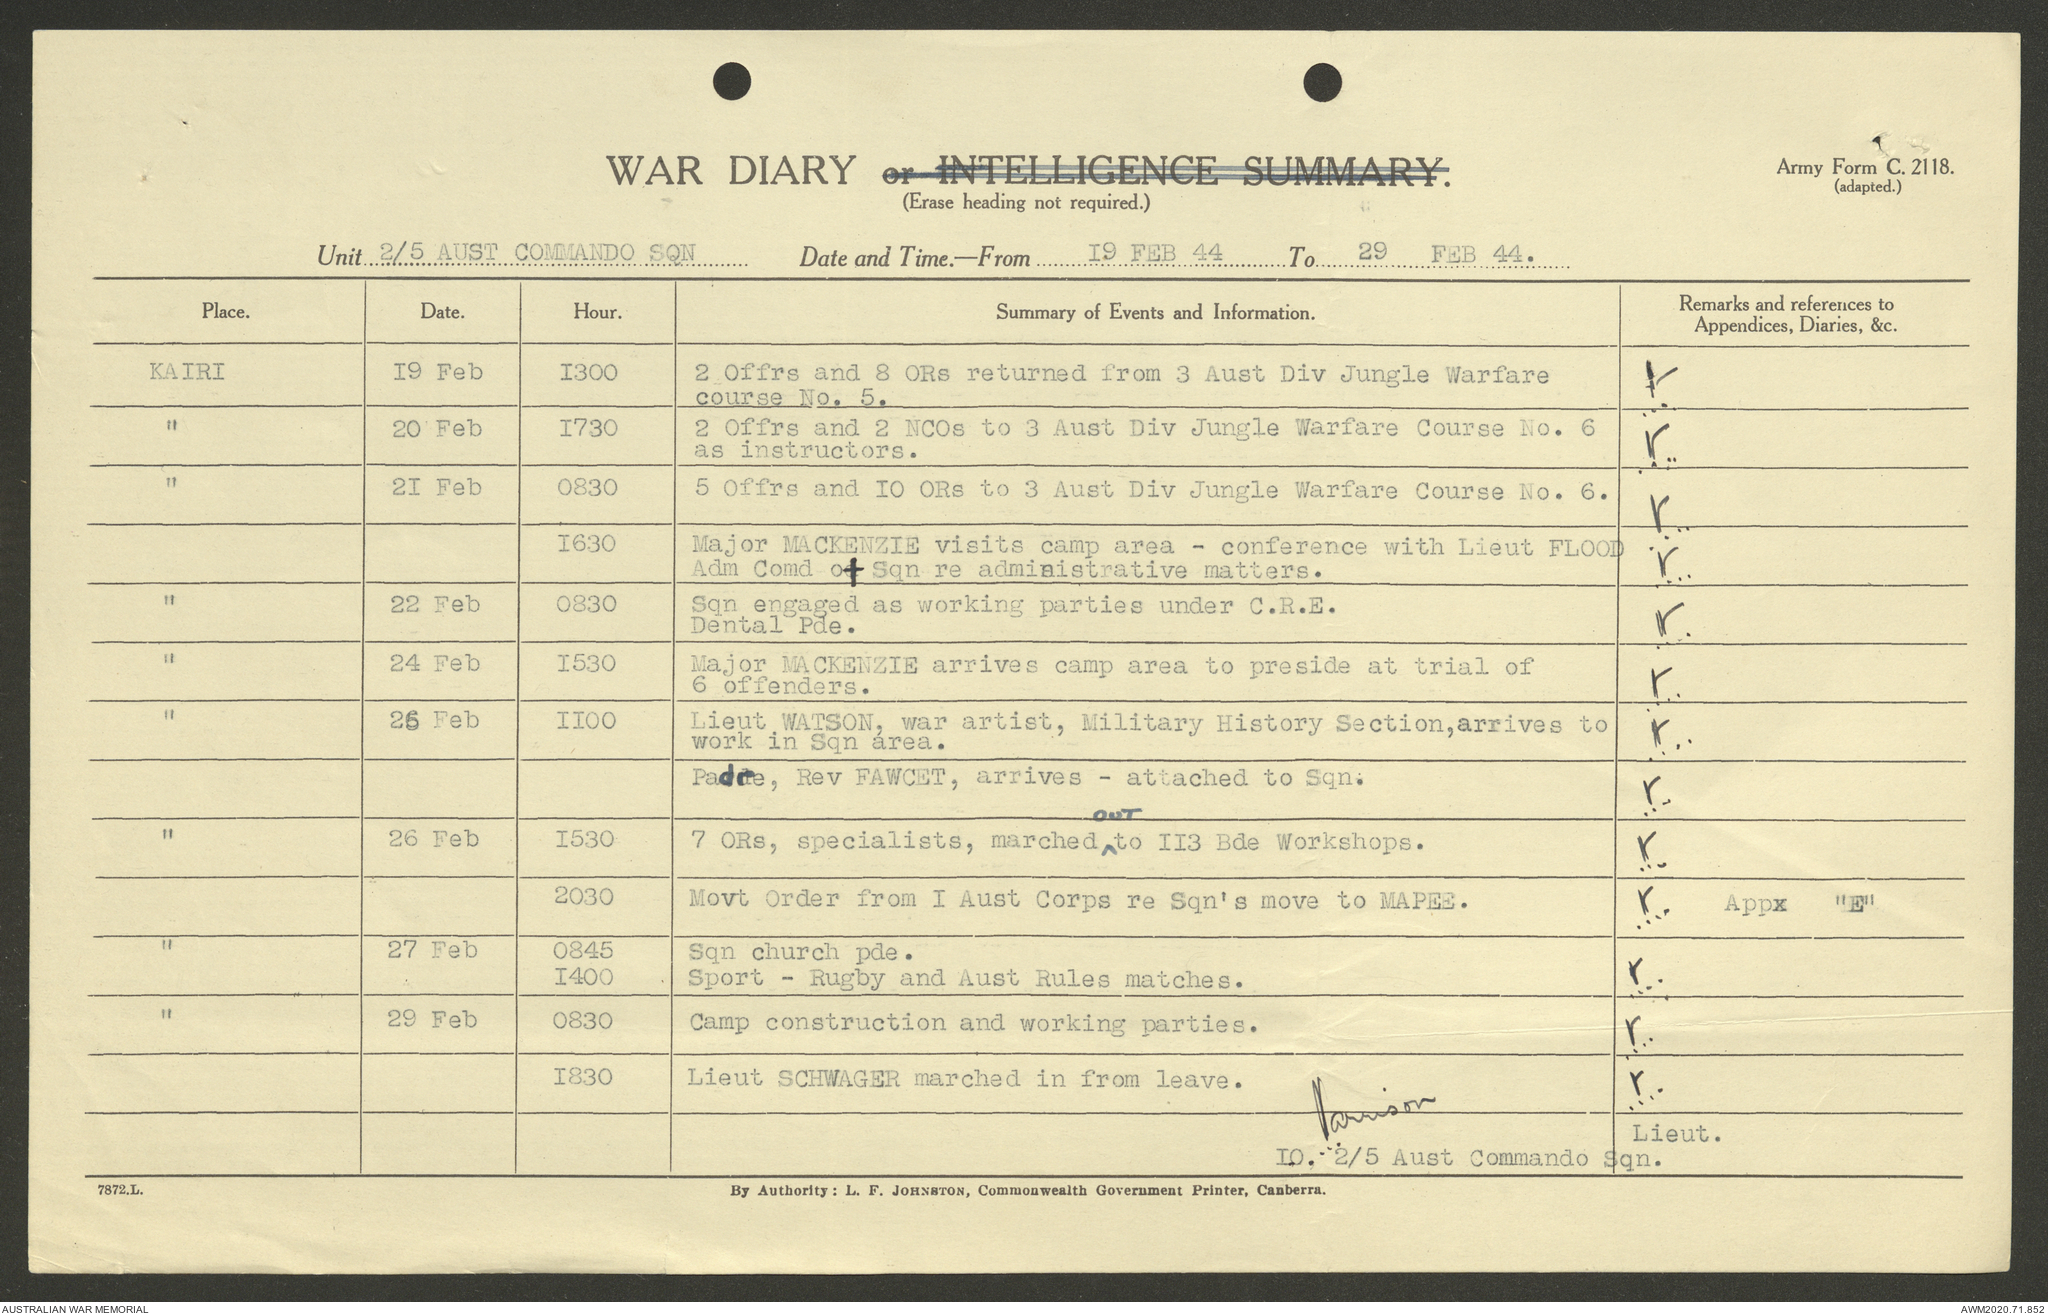 WAR DIARY or INTELLIGENCE SUMMARY.
(Erase heading not required.)
Army Form C. 2118.
(adapted.)
Unit 2/5 AUST COMMANDO SQN Date and Time.—From 19 FEB 44 To 29 FEB 44.
Place. Date. Hour. Summary of Events and Information. Remarks and references to
Appendices, Diaries, &c.
KAIRI 19 Feb 1300 2 Offrs and 8 ORs returned from 3 Aust Div Jungle Warfare
course No. 5.
" 20 Feb 1730 2 Offrs and 2 NCOs to 3 Aust Div Jungle Warfare Course No. 6
as instructors.
" 21 Feb 0830 5 Offrs and 10 ORs to 3 Aust Div Jungle Warfare Course No. 6.
1630 Major MACKENZIE visits camp area - conference with Lieut FLOOD
Adm Comd of Sqn re administrative matters.
" 22 Feb 0830 Sqn engaged as working parties under C.R.E.
Dental Pde.
" 24 Feb 1530 Major MACKENZIE arrives camp area to preside at trial of
6 offenders.
" Feb 1100 Lieut WATSON, war artist, Military History Section,arrives to
work in Sqn area.
Padre, Rev FAWCET, arrives - attached to Sqn.
OUT
" 26 Feb 1530 7 ORs, specialists, marched to 113 Bde Workshops.
2030 Movt Order from 1 Aust Corps re Sqn's move to MAPEE. Appx "E"
" 27 Feb 0845 Sqn church pde.
1400 Sport - Rugby and Aust Rules matches.
" 29 Feb 0830 Camp construction and working parties.
1830 Lieut SCHWAGER marched in from leave.
Lieut.
IO. 2/5 Aust Commando Sqn.
7872.L. By Authority: L. F. JOHNSTON, Commonwealth Government Printer, Canberra.
AUSTRALIAN WAR MEMORIAL AWM2020.71.852